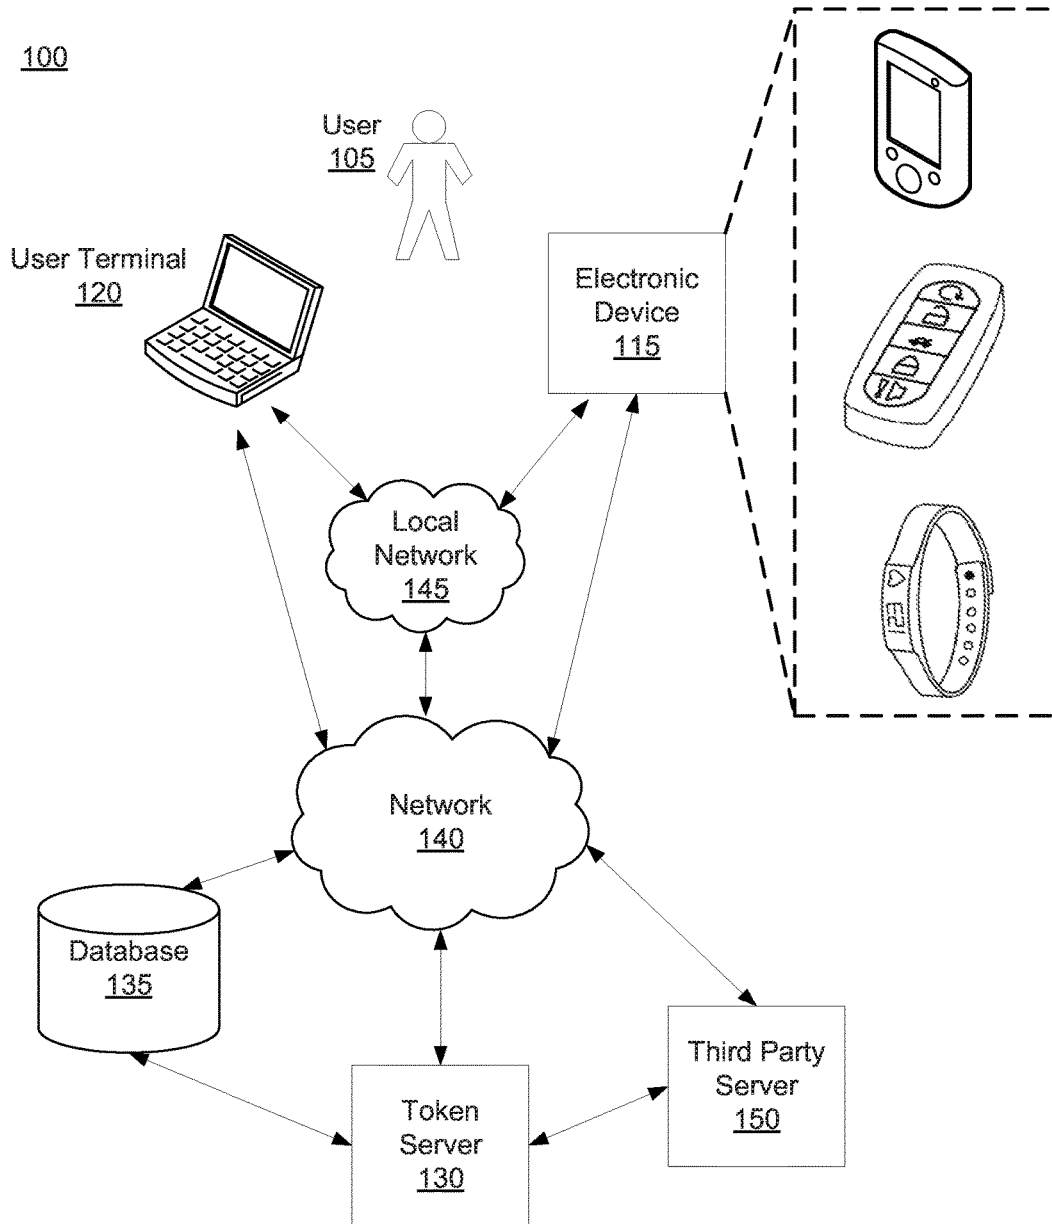 100
User
105
User Terminal
120
Electronic
Device
115
Local
Network
145
Network
140
Database
135
Token
Server
130
Third Party
Server
150